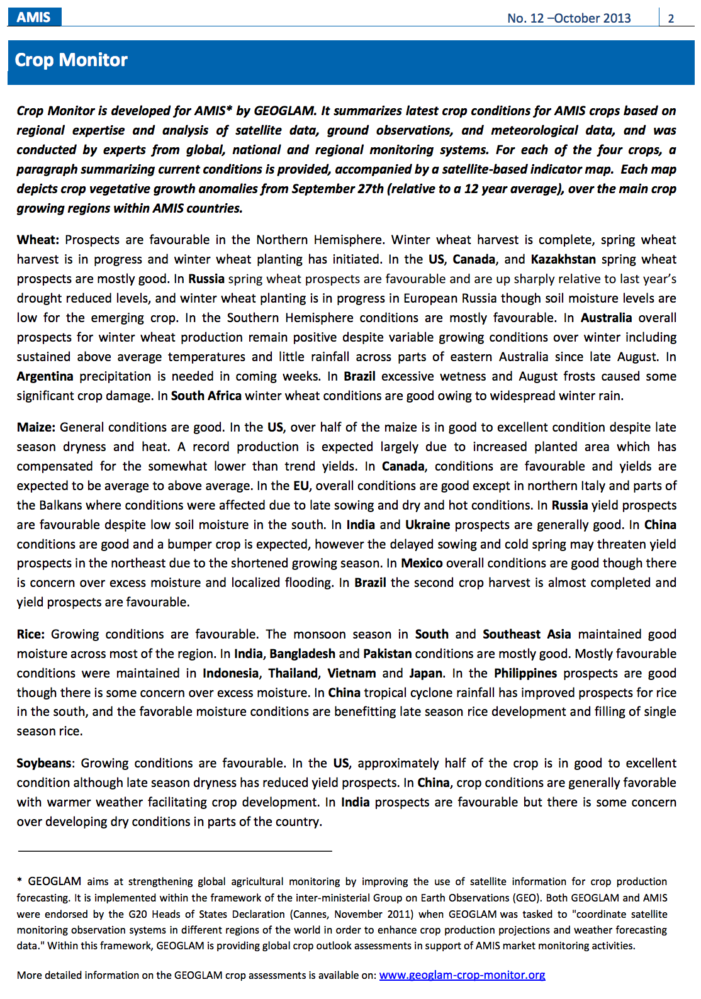 AMIS
No. 12 –October 2013
2
Crop Monitor
Crop Monitor is developed for AMIS* by GEOGLAM. It summarizes latest crop conditions for AMIS crops based on
regional expertise and analysis of satellite data, ground observations, and meteorological data, and was
conducted by experts from global, national and regional monitoring systems. For each of the four crops, a
paragraph summarizing current conditions is provided, accompanied by a satellite-based indicator map. Each map
depicts crop vegetative growth anomalies from September 27th (relative to a 12 year average), over the main crop
growing regions within AMIS countries.
Wheat: Prospects are favourable in the Northern Hemisphere. Winter wheat harvest is complete, spring wheat
harvest is in progress and winter wheat planting has initiated. In the US, Canada, and Kazakhstan spring wheat
prospects are mostly good. In Russia spring wheat prospects are favourable and are up sharply relative to last year’s
drought reduced levels, and winter wheat planting is in progress in European Russia though soil moisture levels are
low for the emerging crop. In the Southern Hemisphere conditions are mostly favourable. In Australia overall
prospects for winter wheat production remain positive despite variable growing conditions over winter including
sustained above average temperatures and little rainfall across parts of eastern Australia since late August. In
Argentina precipitation is needed in coming weeks. In Brazil excessive wetness and August frosts caused some
significant crop damage. In South Africa winter wheat conditions are good owing to widespread winter rain.
Maize: General conditions are good. In the US, over half of the maize is in good to excellent condition despite late
season dryness and heat. A record production is expected largely due to increased planted area which has
compensated for the somewhat lower than trend yields. In Canada, conditions are favourable and yields are
expected to be average to above average. In the EU, overall conditions are good except in northern Italy and parts of
the Balkans where conditions were affected due to late sowing and dry and hot conditions. In Russia yield prospects
are favourable despite low soil moisture in the south. In India and Ukraine prospects are generally good. In China
conditions are good and a bumper crop is expected, however the delayed sowing and cold spring may threaten yield
prospects in the northeast due to the shortened growing season. In Mexico overall conditions are good though there
is concern over excess moisture and localized flooding. In Brazil the second crop harvest is almost completed and
yield prospects are favourable.
Rice: Growing conditions are favourable. The monsoon season in South and Southeast Asia maintained good
moisture across most of the region. In India, Bangladesh and Pakistan conditions are mostly good. Mostly favourable
conditions were maintained in Indonesia, Thailand, Vietnam and Japan. In the Philippines prospects are good
though there is some concern over excess moisture. In China tropical cyclone rainfall has improved prospects for rice
in the south, and the favorable moisture conditions are benefitting late season rice development and filling of single
season rice.
Soybeans: Growing conditions are favourable. In the US, approximately half of the crop is in good to excellent
condition although late season dryness has reduced yield prospects. In China, crop conditions are generally favorable
with warmer weather facilitating crop development. In India prospects are favourable but there is some concern
over developing dry conditions in parts of the country.
* GEOGLAM aims at strengthening global agricultural monitoring by improving the use of satellite information for crop production
forecasting. It is implemented within the framework of the inter-ministerial Group on Earth Observations (GEO). Both GEOGLAM and AMIS
were endorsed by the G20 Heads of States Declaration (Cannes, November 2011) when GEOGLAM was tasked to "coordinate satellite
monitoring observation systems in different regions of the world in order to enhance crop production projections and weather forecasting
data." Within this framework, GEOGLAM is providing global crop outlook assessments in support of AMIS market monitoring activities.
More detailed information on the GEOGLAM crop assessments is available on: www.geoglam-crop-monitor.org